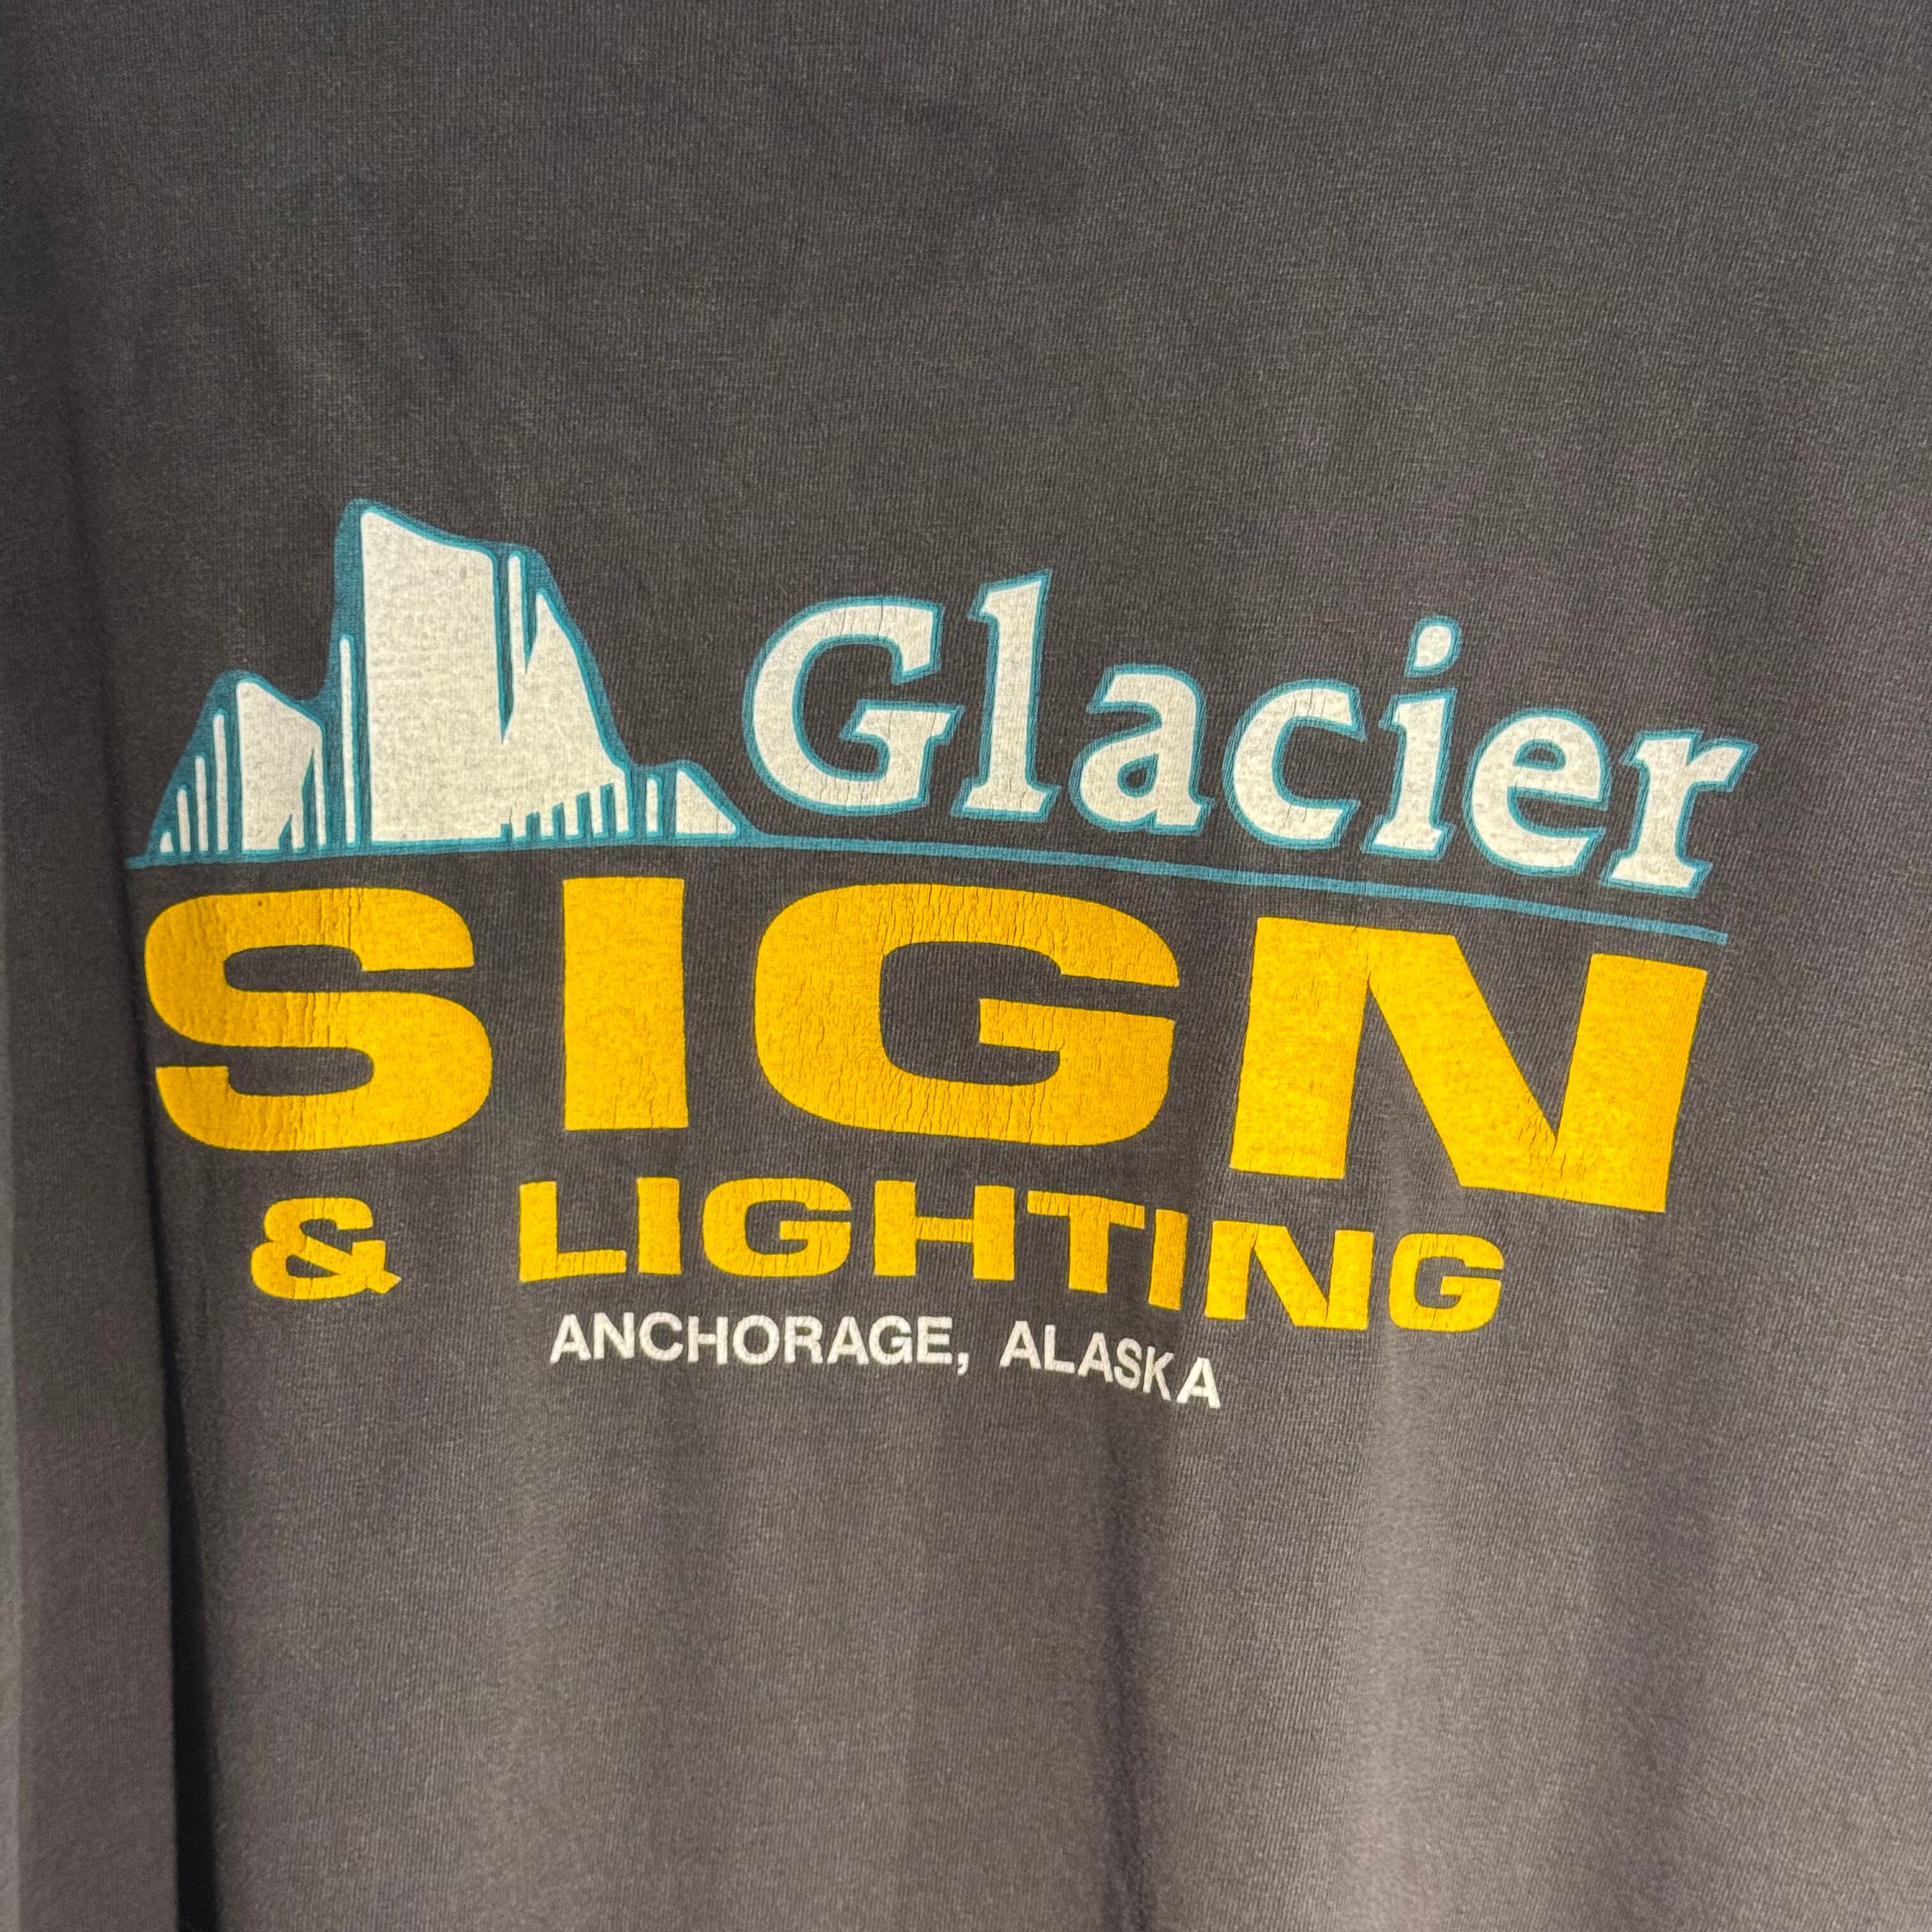 Glacier
SIGN
& LIGHTING
ANCHORAGE, ALASKA